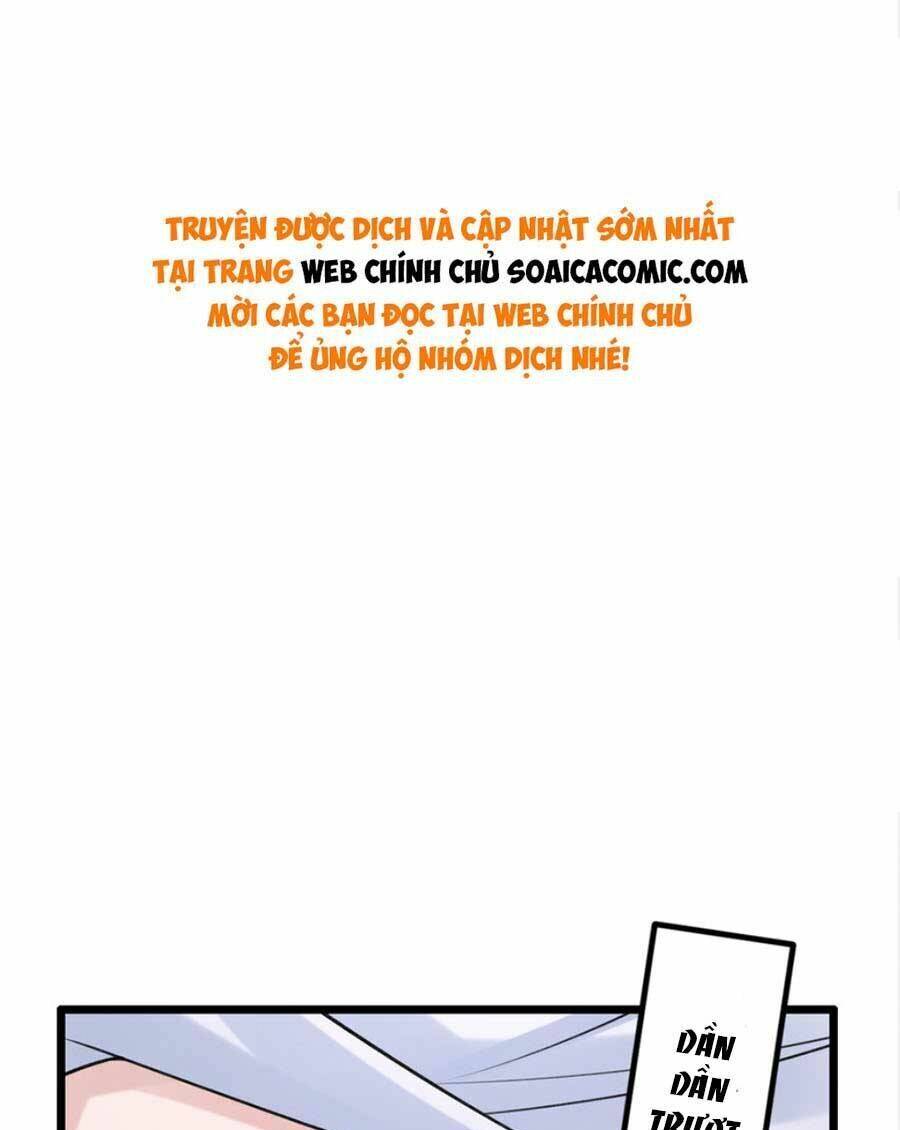 TRUYỆN ĐƯỢC DỊCH VÀ CẬP NHẬT SỚM NHẤT
TẠI TRANG WEB CHÍNH CHỦ SOAICACOMIC.COM
MỜI CÁC BẠN ĐỌC TẠI WEB CHÍNH CHỦ
ĐỂ ỦNG HỘ NHÓM DỊCH NHÉ!
DẦN
DẦN
TRƯỢT